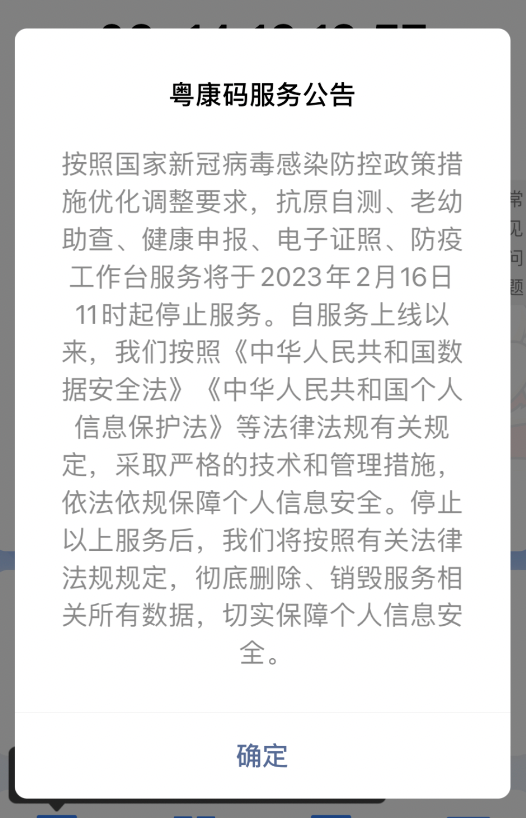 粤康码服务公告
按照国家新冠病毒感染防控政策措
施优化调整要求，抗原自测、老幼
助查、健康申报、电子证照、防疫
工作台服务将于2023年2月16日
11时起停止服务。自服务上线以
来，我们按照《中华人民共和国数
据安全法》《中华人民共和国个人
信息保护法》等法律法规有关规
定，采取严格的技术和管理措施，
依法依规保障个人信息安全。停止
以上服务后，我们将按照有关法律
法规规定，彻底删除、销毁服务相
关所有数据，切实保障个人信息安
全。
确定
常
见
问
题